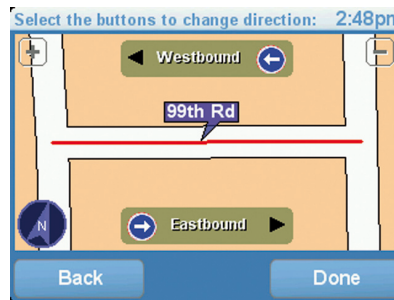 Select the buttons to change direction: 2:48pm
+ −
Westbound
99th Rd
N
Eastbound
Back Done